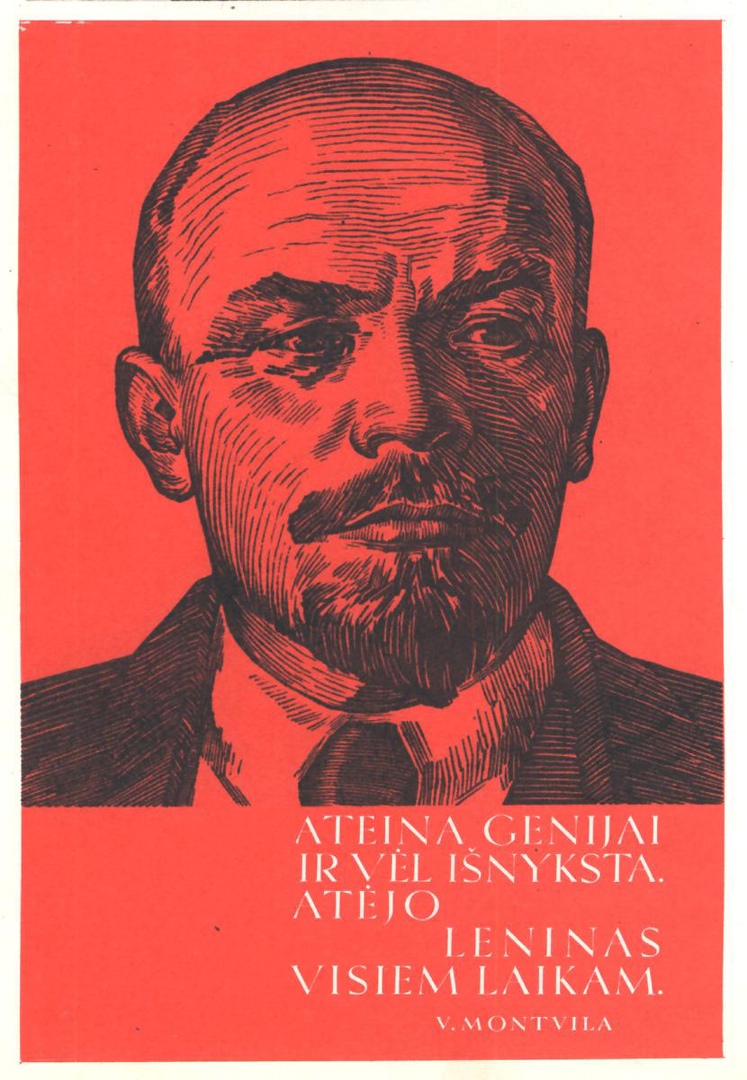 ATEINA GENIJAI
IR VĖL IŠNYKSTA.
ATĖJO
LENINAS
VISIEM LAIKAM.
V. MONTVILA